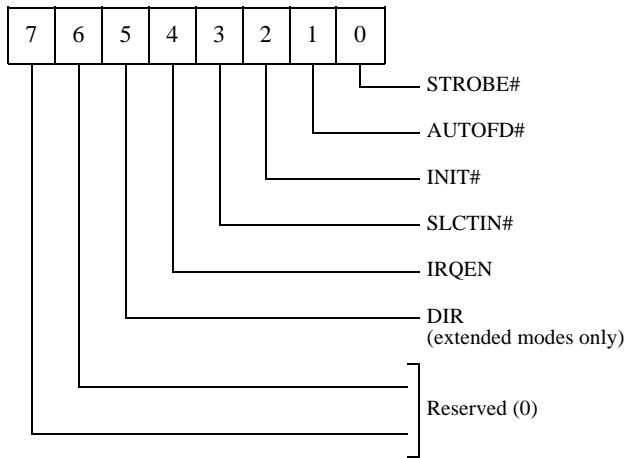 7 6 5 4 3 2 1 0
STROBE#
AUTOFD#
INIT#
SLCTIN#
IRQEN
DIR
(extended modes only)
Reserved (0)